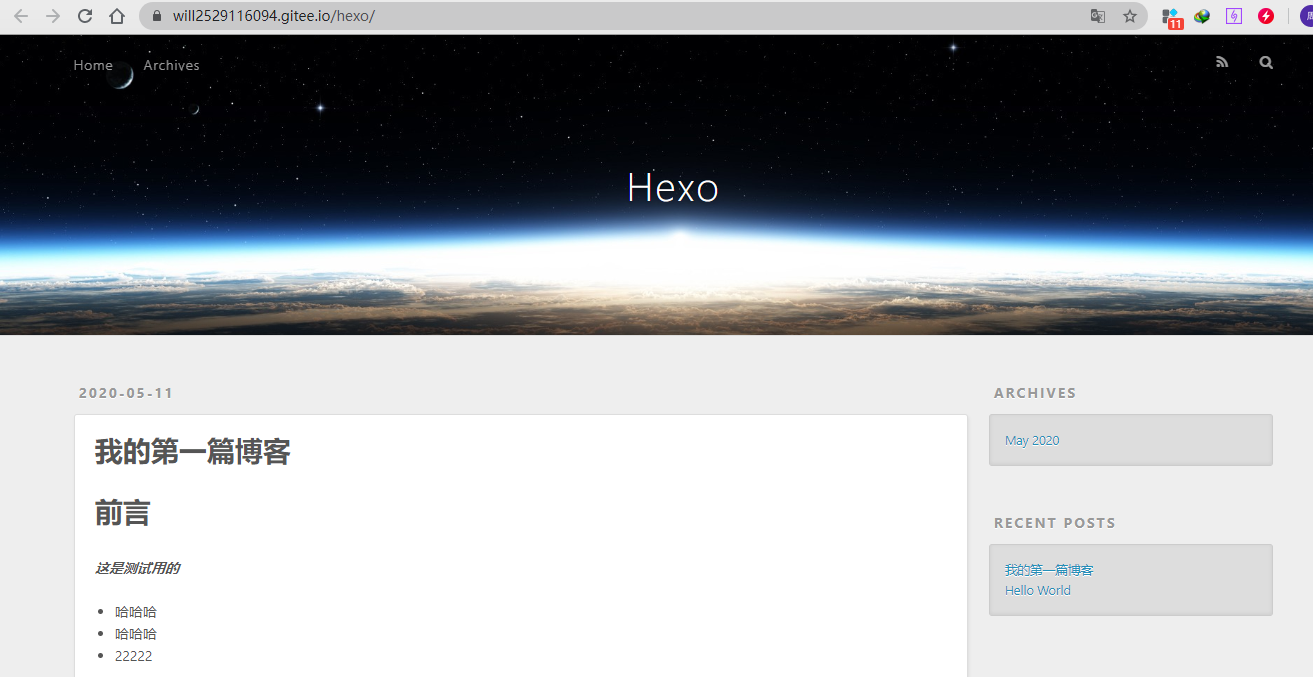 will2529116094.gitee.io/hexo/
11
Home Archives
Hexo
2020-05-11
我的第一篇博客
前言
这是测试用的
哈哈哈
哈哈哈
22222
ARCHIVES
May 2020
RECENT POSTS
我的第一篇博客
Hello World